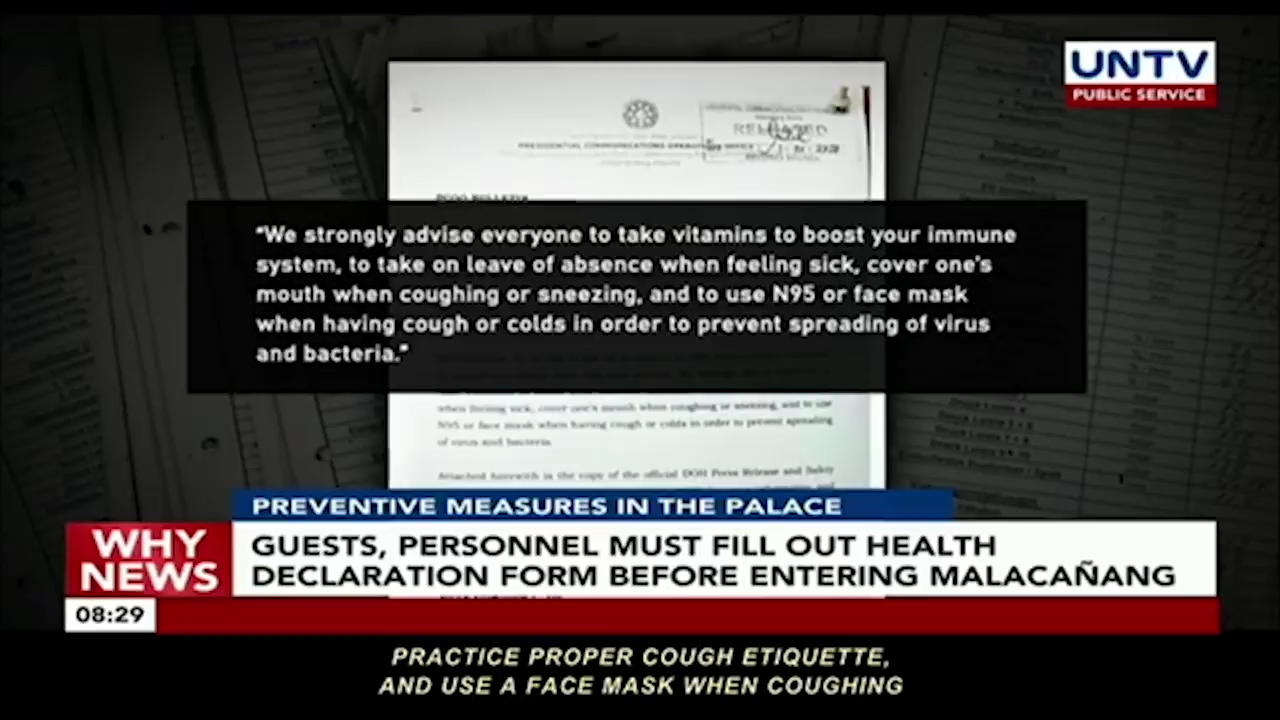 UNTV
PUBLIC SERVICE
PRESIDENTIAL COMMUNICATIONS OPERATIONS OFFICE
RELEASED
PCOO BULLETIN
“We strongly advise everyone to take vitamins to boost your immune
system, to take on leave of absence when feeling sick, cover one's
mouth when coughing or sneezing, and to use N95 or face mask
when having cough or colds in order to prevent spreading of virus
and bacteria.”
when feeling sick, cover one's mouth when coughing or sneezing, and to use
N95 or face mask when having cough or colds in order to prevent spreading
of virus and bacteria.
Attached herewith is the copy of the official DOH Press Release and Safety
PREVENTIVE MEASURES IN THE PALACE
WHY
NEWS
GUESTS, PERSONNEL MUST FILL OUT HEALTH
DECLARATION FORM BEFORE ENTERING MALACAÑANG
08:29
PRACTICE PROPER COUGH ETIQUETTE,
AND USE A FACE MASK WHEN COUGHING